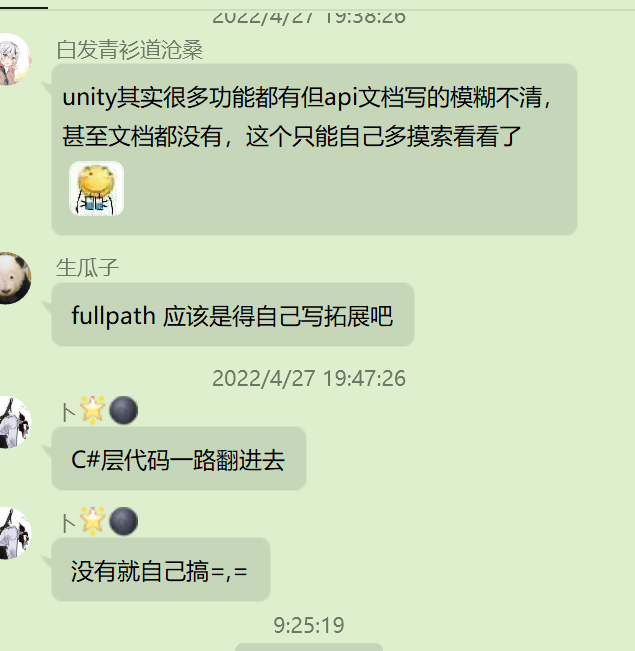 2022/4/27 19:38:26
白发青衫道沧桑
unity其实很多功能都有但api文档写的模糊不清，
甚至文档都没有，这个只能自己多摸索看看了
生瓜子
fullpath 应该是得自己写拓展吧
2022/4/27 19:47:26
卜🌟🌑
C#层代码一路翻进去
卜🌟🌑
没有就自己搞=,=
9:25:19